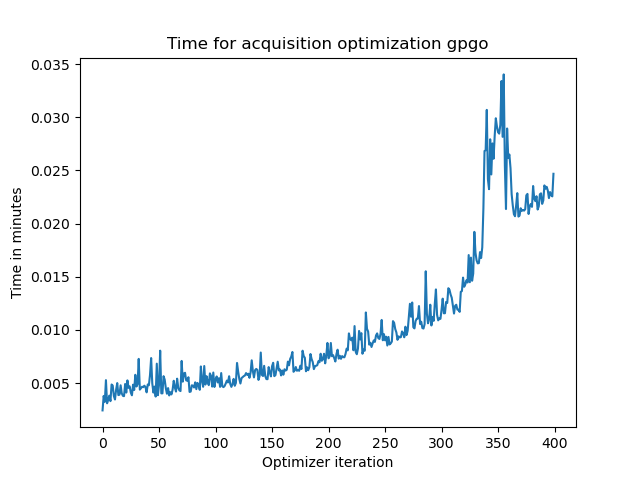 Time for acquisition optimization gpgo
0.035
0.030
0.025
0.020
0.015
0.010
0.005
Time in minutes
0 50 100 150 200 250 300 350 400
Optimizer iteration